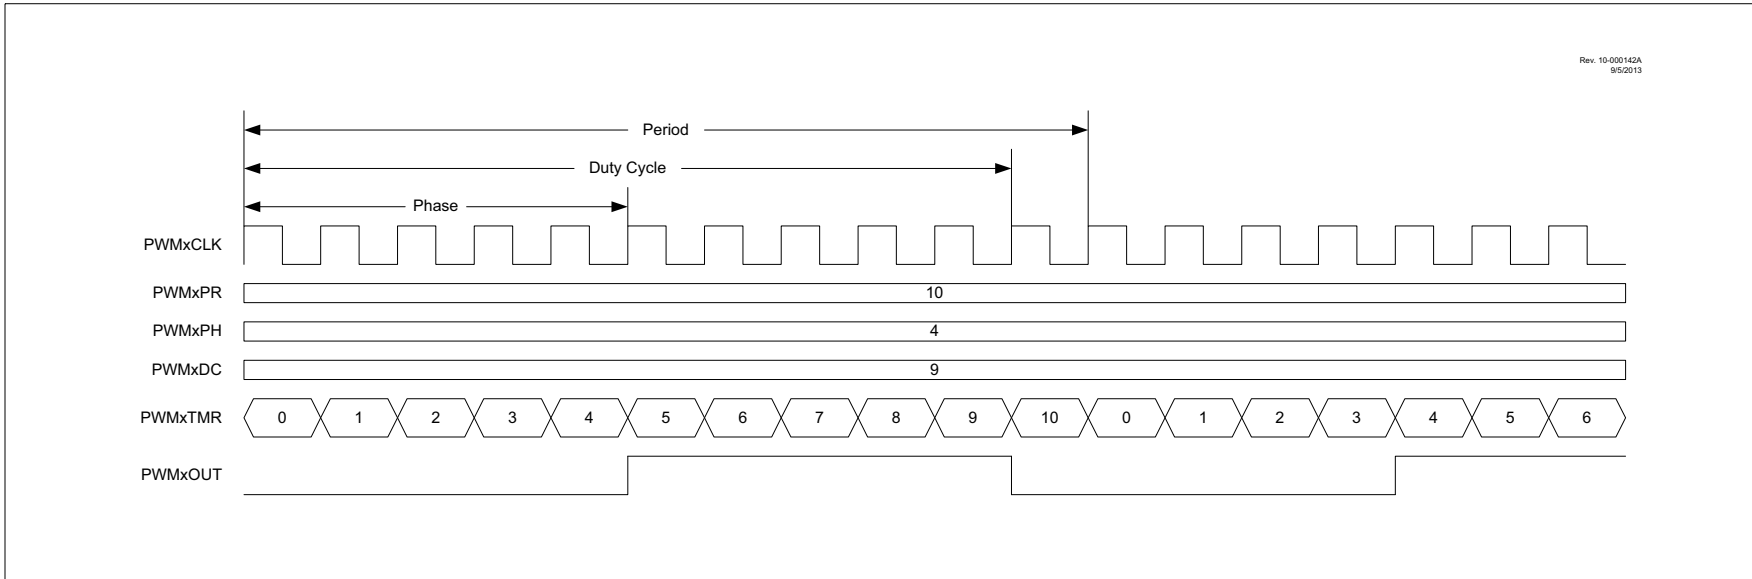 Rev. 10-000142A
9/5/2013
Period
Duty Cycle
Phase
PWMxCLK
PWMxPR 10
PWMxPH 4
PWMxDC 9
PWMxTMR 0 1 2 3 4 5 6 7 8 9 10 0 1 2 3 4 5 6
PWMxOUT